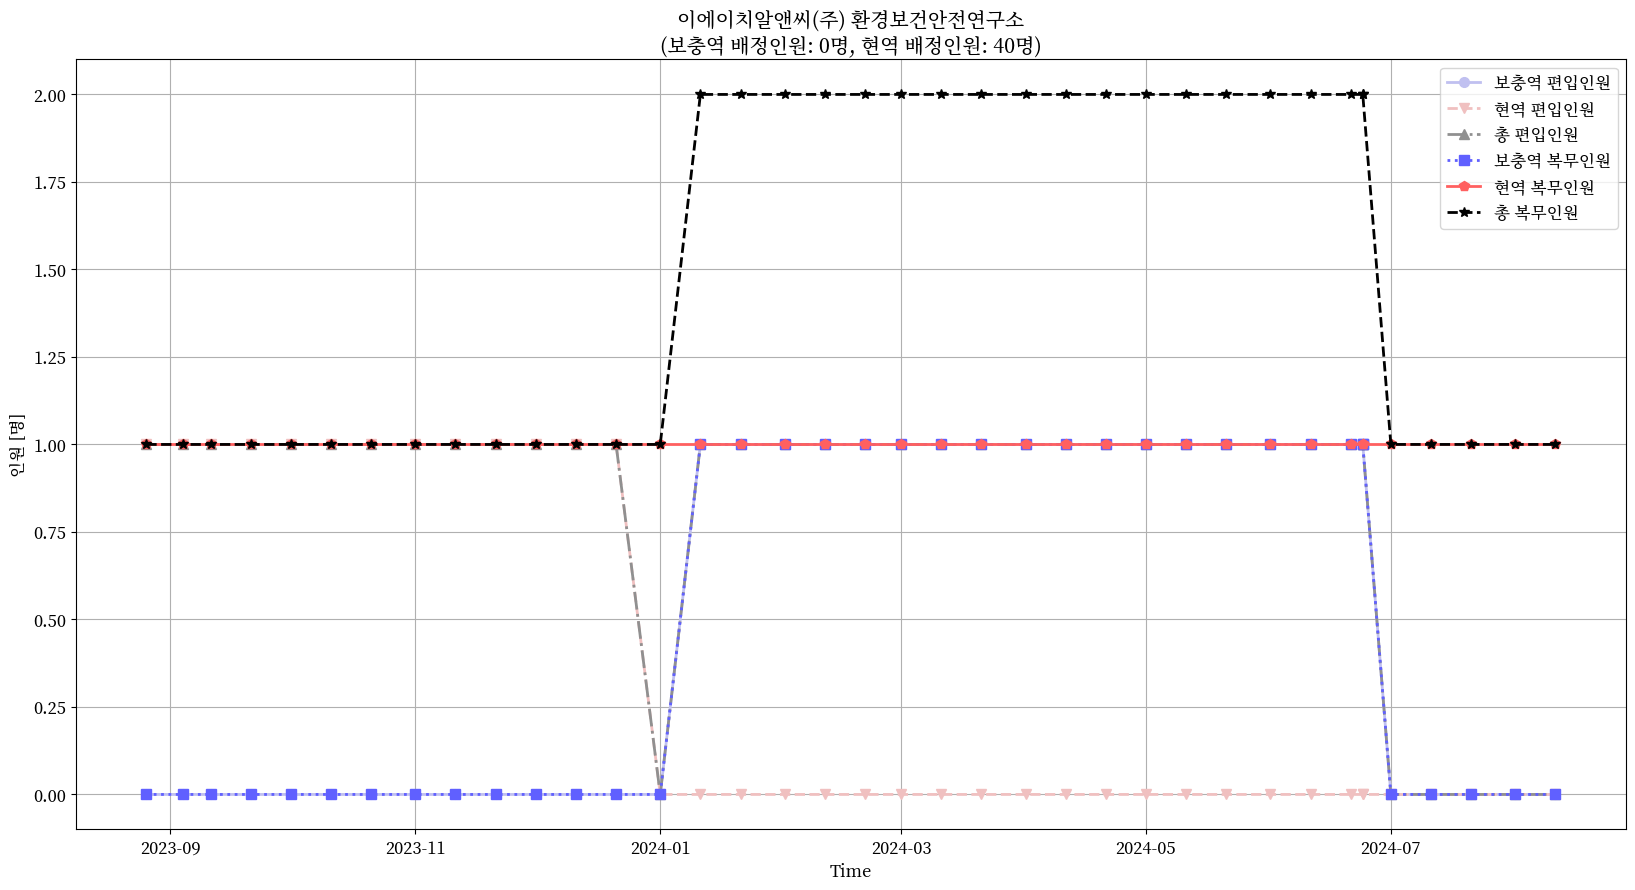 이에이치알앤씨(주) 환경보건안전연구소
(보충역 배정인원: 0명, 현역 배정인원: 40명)
보충역 편입인원
현역 편입인원
총 편입인원
보충역 복무인원
현역 복무인원
총 복무인원
인원 [명]
2.00
1.75
1.50
1.25
1.00
0.75
0.50
0.25
0.00
2023-09
2023-11
2024-01
2024-03
2024-05
2024-07
Time